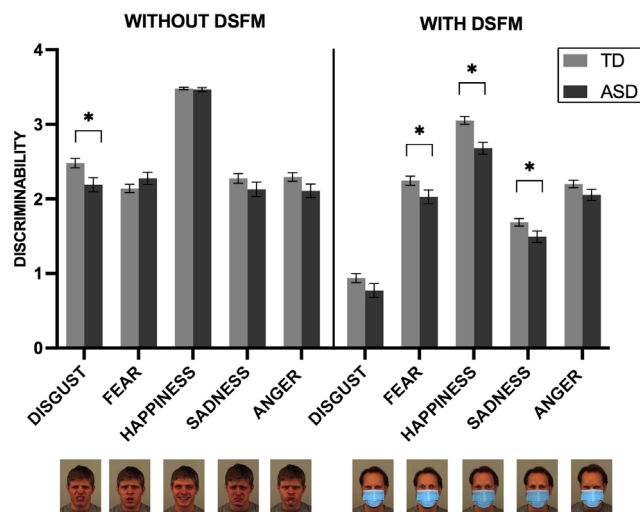 WITHOUT DSFM
WITH DSFM
TD
ASD
DISCRIMINABILITY
4
3
2
1
0
*
*
*
*
DISGUST
FEAR
HAPPINESS
SADNESS
ANGER
DISGUST
FEAR
HAPPINESS
SADNESS
ANGER